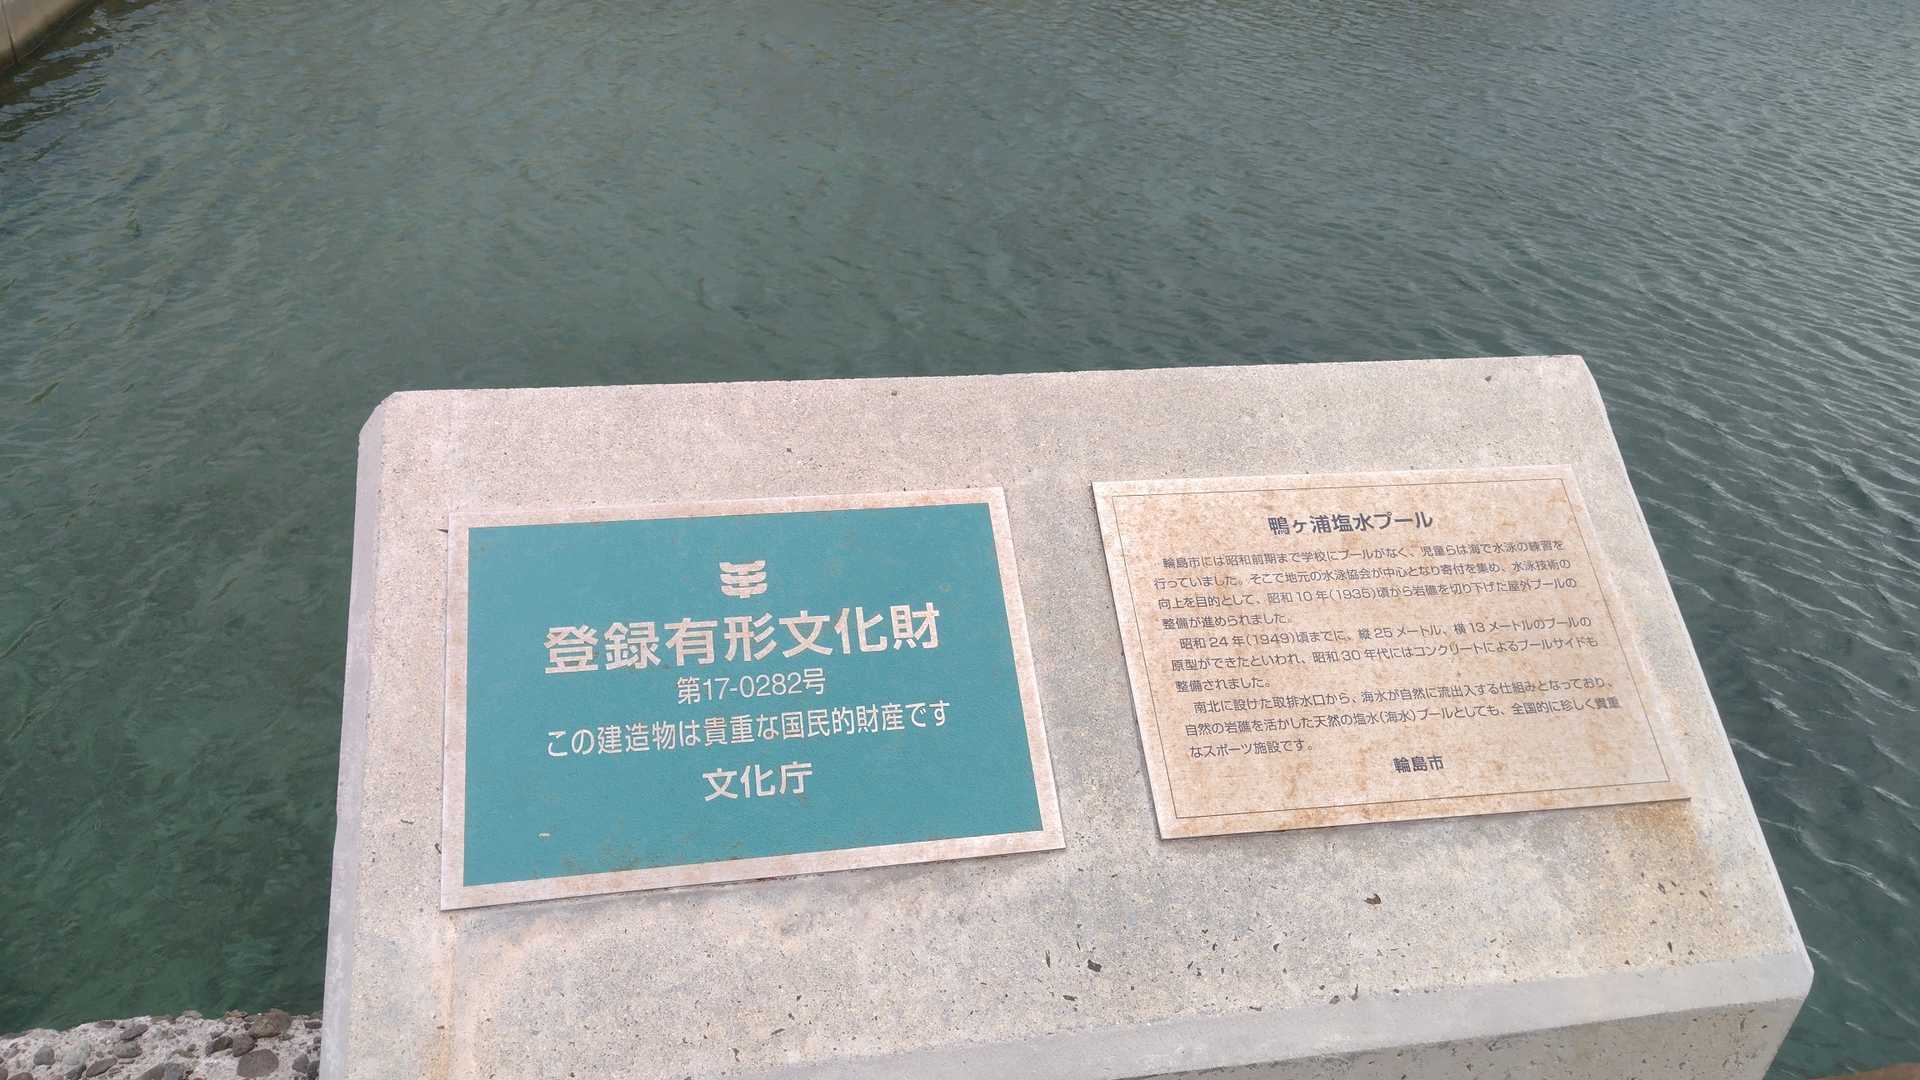 登録有形文化財
第17-0282号
この建造物は貴重な国民的財産です
文化庁
鴨ヶ浦塩水プール
輪島市には昭和前期まで学校にプールがなく、児童らは海で水泳の練習を
行っていました。そこで地元の水泳協会が中心となり寄付を集め、水泳技術の
向上を目的として、昭和10年(1935)頃から岩礁を切り下げた屋外プールの
整備が進められました。
昭和24年(1949)頃までに、縦25メートル、横13メートルのプールの
原型ができたといわれ、昭和30年代にはコンクリートによるプールサイドも
整備されました。
南北に設けた取排水口から、海水が自然に流出入する仕組みとなっており、
自然の岩礁を活かした天然の塩水(海水)プールとしても、全国的に珍しく貴重
なスポーツ施設です。
輪島市